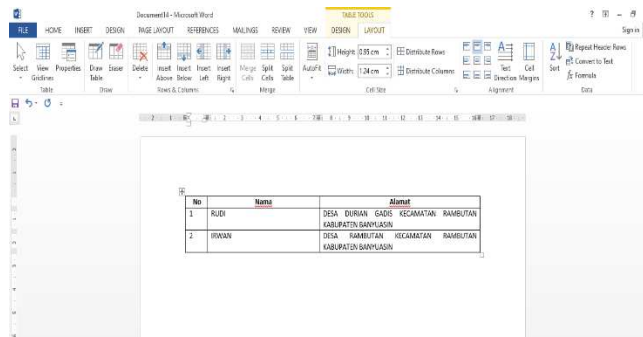 Document14 - Microsoft Word
TABLE TOOLS
Sign in
FILE HOME INSERT DESIGN PAGE LAYOUT REFERENCES MAILINGS REVIEW VIEW DESIGN LAYOUT
Select
View Gridlines
Properties
Draw Table
Eraser
Delete
Insert Above
Insert Below
Insert Left
Insert Right
Merge Cells
Split Cells
Split Table
AutoFit
Height: 0.95 cm
Width: 1.24 cm
Distribute Rows
Distribute Columns
Text Direction
Cell Margins
Sort
Repeat Header Rows
Convert to Text
Formula
Table
Draw
Rows & Columns
Merge
Cell Size
Alignment
Data
No Nama Alamat
1 RUDI DESA DURIAN GADIS KECAMATAN RAMBUTAN
KABUPATEN BANYUASIN
2 IRWAN DESA RAMBUTAN KECAMATAN RAMBUTAN
KABUPATEN BANYUASIN